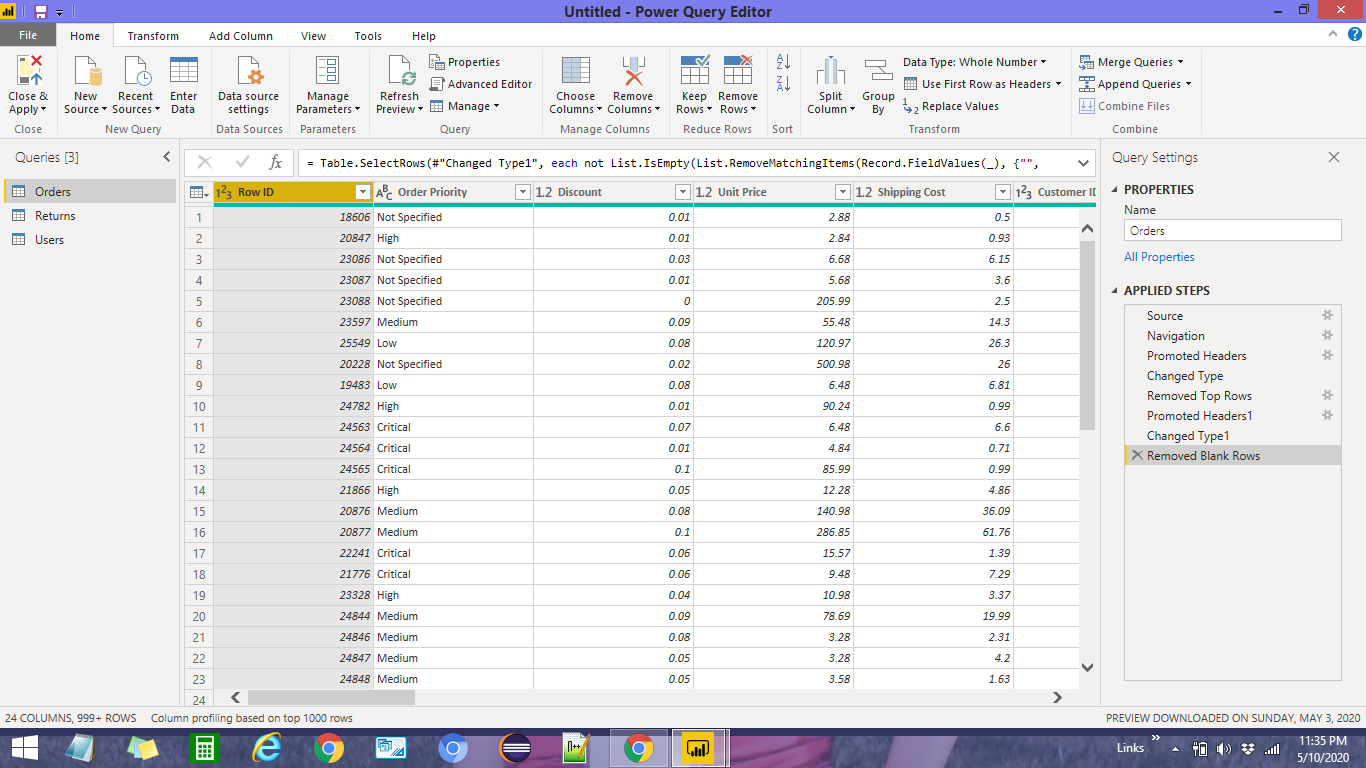 Untitled - Power Query Editor
File Home Transform Add Column View Tools Help
Close & Apply
New Source
Recent Sources
Enter Data
Data source settings
Manage Parameters
Refresh Preview
Properties
Advanced Editor
Manage
Choose Columns
Remove Columns
Keep Rows
Remove Rows
Split Column
Group By
Data Type: Whole Number
Use First Row as Headers
Replace Values
Merge Queries
Append Queries
Combine Files
Close New Query Data Sources Parameters Query Manage Columns Reduce Rows Sort Transform Combine
Queries [3]
Orders
Returns
Users
fx = Table.SelectRows(#"Changed Type1", each not List.IsEmpty(List.RemoveMatchingItems(Record.FieldValues(_), {"",
1²3 Row ID ABC Order Priority 1.2 Discount 1.2 Unit Price 1.2 Shipping Cost 1²3 Customer ID
1 18606 Not Specified 0.01 2.88 0.5
2 20847 High 0.01 2.84 0.93
3 23086 Not Specified 0.03 6.68 6.15
4 23087 Not Specified 0.01 5.68 3.6
5 23088 Not Specified 0 205.99 2.5
6 23597 Medium 0.09 55.48 14.3
7 25549 Low 0.08 120.97 26.3
8 20228 Not Specified 0.02 500.98 26
9 19483 Low 0.08 6.48 6.81
10 24782 High 0.01 90.24 0.99
11 24563 Critical 0.07 6.48 6.6
12 24564 Critical 0.01 4.84 0.71
13 24565 Critical 0.1 85.99 0.99
14 21866 High 0.05 12.28 4.86
15 20876 Medium 0.08 140.98 36.09
16 20877 Medium 0.1 286.85 61.76
17 22241 Critical 0.06 15.57 1.39
18 21776 Critical 0.06 9.48 7.29
19 23328 High 0.04 10.98 3.37
20 24844 Medium 0.09 78.69 19.99
21 24846 Medium 0.08 3.28 2.31
22 24847 Medium 0.05 3.28 4.2
23 24848 Medium 0.05 3.58 1.63
24
Query Settings
PROPERTIES
Name
Orders
All Properties
APPLIED STEPS
Source
Navigation
Promoted Headers
Changed Type
Removed Top Rows
Promoted Headers1
Changed Type1
Removed Blank Rows
24 COLUMNS, 999+ ROWS Column profiling based on top 1000 rows PREVIEW DOWNLOADED ON SUNDAY, MAY 3, 2020
Links
11:35 PM
5/10/2020